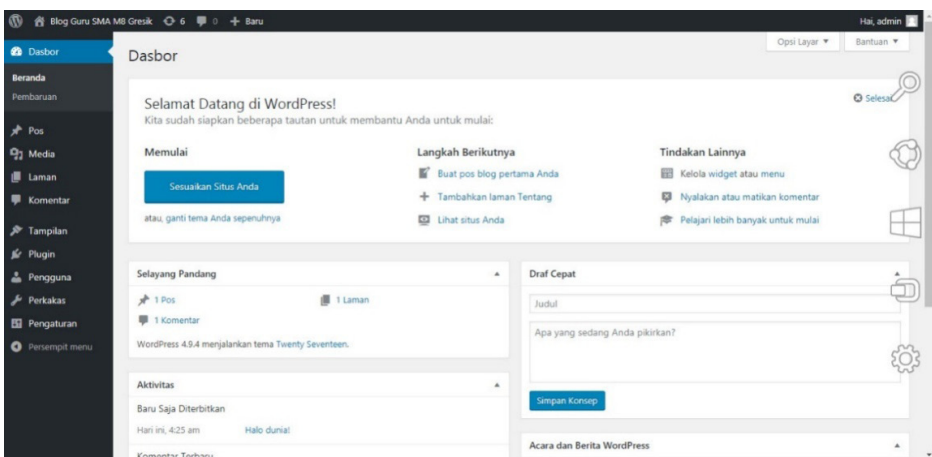 Blog Guru SMA M8 Gresik 6 0 + Baru Hai, admin
Opsi Layar Bantuan
Dasbor
Beranda
Pembaruan
Pos
Media
Laman
Komentar
Tampilan
Plugin
Pengguna
Perkakas
Pengaturan
Persempit menu
Dasbor
Selamat Datang di WordPress!
Kita sudah siapkan beberapa tautan untuk membantu Anda untuk mulai:
Memulai
Sesuaikan Situs Anda
atau, ganti tema Anda sepenuhnya
Langkah Berikutnya
Buat pos blog pertama Anda
Tambahkan laman Tentang
Lihat situs Anda
Tindakan Lainnya
Kelola widget atau menu
Nyalakan atau matikan komentar
Pelajari lebih banyak untuk mulai
Selayang Pandang
1 Pos 1 Laman
1 Komentar
WordPress 4.9.4 menjalankan tema Twenty Seventeen.
Aktivitas
Baru Saja Diterbitkan
Hari ini, 4:25 am Halo dunia!
Komentar Terbaru
Draf Cepat
Judul
Apa yang sedang Anda pikirkan?
Simpan Konsep
Acara dan Berita WordPress